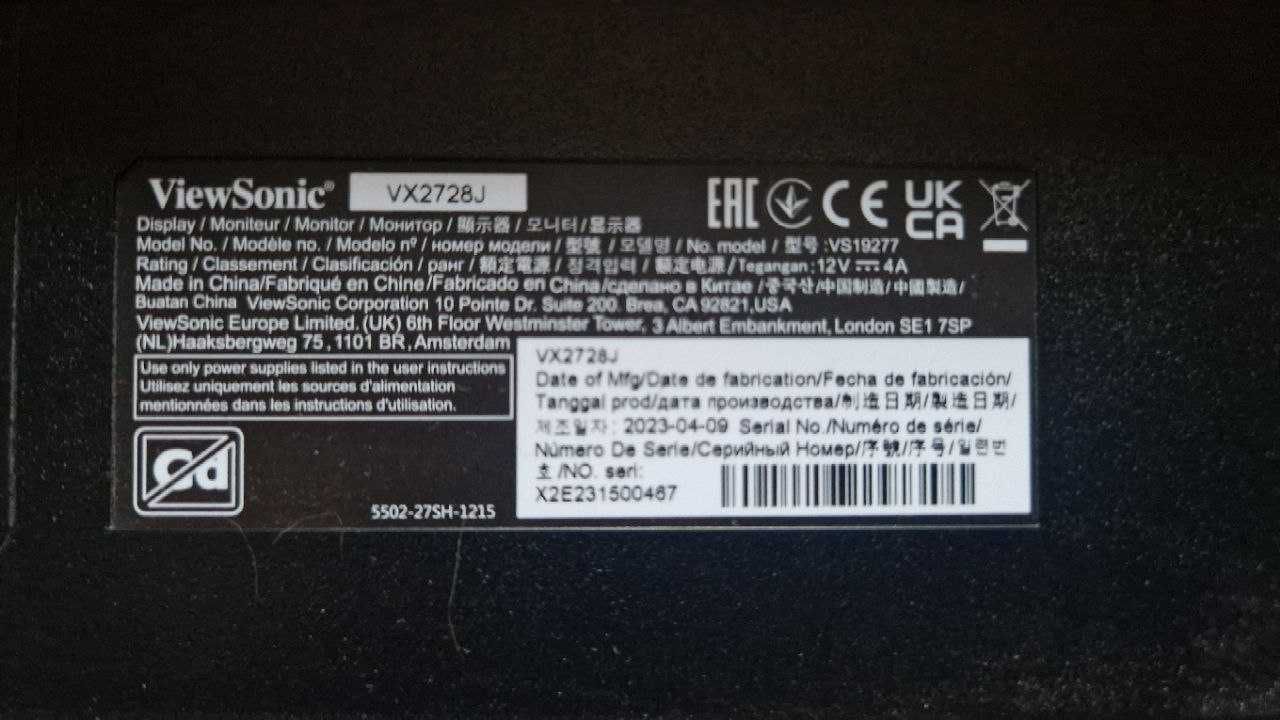 ViewSonic® VX2728J
EAC CE UK CA
Display / Moniteur / Monitor / Монитор / 顯示器 / 모니터/显示器
Model No. / Modèle no. / Modelo nº / номер модели / 型號 / 모델명 / No. model / 型号 :VS19277
Rating / Classement / Clasificación / ранг / 額定電源 / 정격입력 / 额定电源/Tegangan:12V ⎓ 4A
Made in China/Fabriqué en Chine/Fabricado en China/сделано в Китае /중국산/中国制造/中國製造/
Buatan China ViewSonic Corporation 10 Pointe Dr. Suite 200. Brea, CA 92821,USA
ViewSonic Europe Limited. (UK) 6th Floor Westminster Tower, 3 Albert Embankment, London SE1 7SP
(NL)Haaksbergweg 75, 1101 BR, Amsterdam
Use only power supplies listed in the user instructions
Utilisez uniquement les sources d'alimentation
mentionnées dans les instructions d'utilisation.
Cd
5502-27SH-1215
VX2728J
Date of Mfg/Date de fabrication/Fecha de fabricación/
Tanggal prod/дата производства/制造日期/製造日期/
제조일자: 2023-04-09 Serial No./Numéro de série/
Número De Serie/Серийный Номер/序號/序号/일련번
호/NO. seri:
X2E231500467